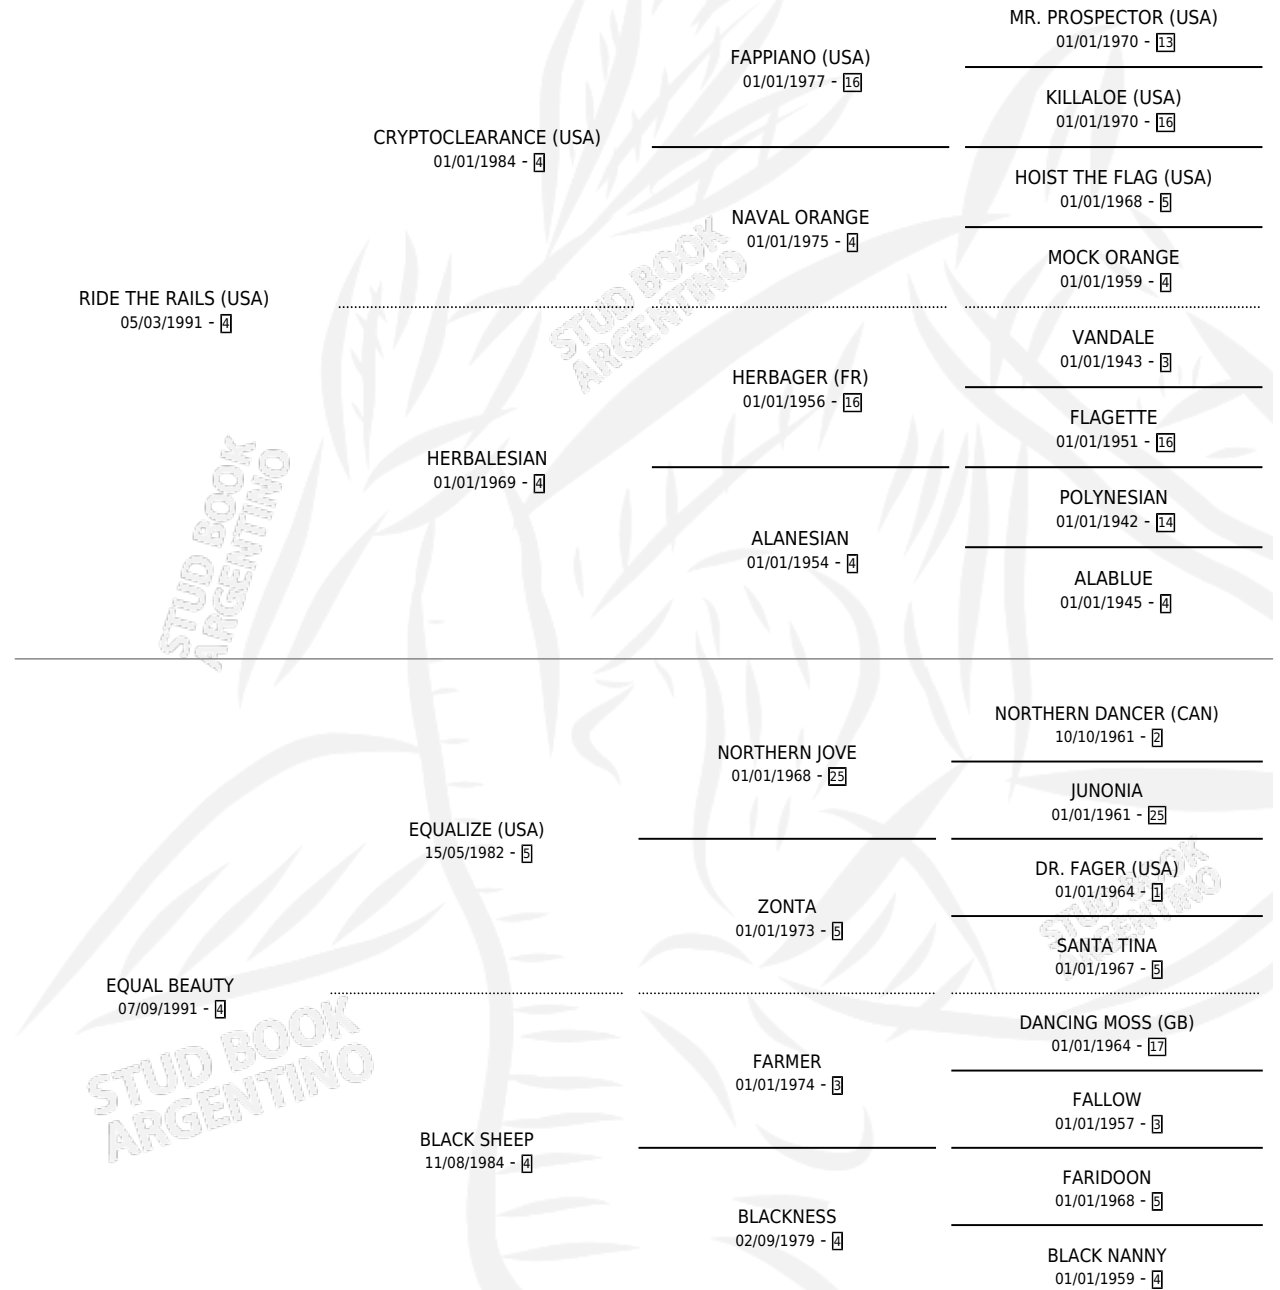 MR. PROSPECTOR (USA)
01/01/1970 - 13
FAPPIANO (USA)
01/01/1977 - 16
KILLALOE (USA)
01/01/1970 - 16
CRYPTOCLEARANCE (USA)
01/01/1984 - 4
HOIST THE FLAG (USA)
01/01/1968 - 5
NAVAL ORANGE
01/01/1975 - 4
MOCK ORANGE
01/01/1959 - 4
RIDE THE RAILS (USA)
05/03/1991 - 4
VANDALE
01/01/1943 - 3
HERBAGER (FR)
01/01/1956 - 16
FLAGETTE
01/01/1951 - 16
HERBALESIAN
01/01/1969 - 4
POLYNESIAN
01/01/1942 - 14
ALANESIAN
01/01/1954 - 4
ALABLUE
01/01/1945 - 4
STUD BOOK
ARGENTINO
STUD BOOK
ARGENTINO
NORTHERN DANCER (CAN)
10/10/1961 - 2
NORTHERN JOVE
01/01/1968 - 25
JUNONIA
01/01/1961 - 25
EQUALIZE (USA)
15/05/1982 - 5
DR. FAGER (USA)
01/01/1964 - 1
ZONTA
01/01/1973 - 5
SANTA TINA
01/01/1967 - 5
EQUAL BEAUTY
07/09/1991 - 4
DANCING MOSS (GB)
01/01/1964 - 17
FARMER
01/01/1974 - 3
FALLOW
01/01/1957 - 3
BLACK SHEEP
11/08/1984 - 4
FARIDOON
01/01/1968 - 5
BLACKNESS
02/09/1979 - 4
BLACK NANNY
01/01/1959 - 4
STUD BOOK
ARGENTINO
STUD BOOK
ARGENTINO